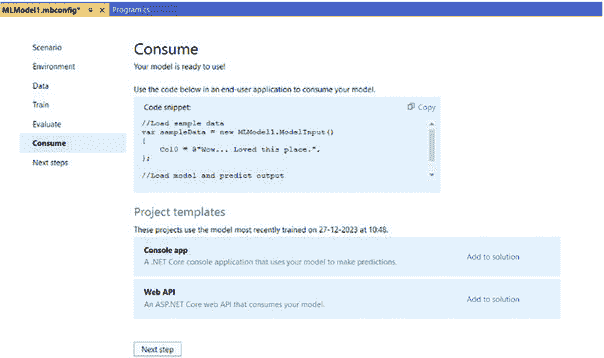 MLModel1.mbconfig*
Program.cs
Scenario
Environment
Data
Train
Evaluate
Consume
Next steps
Consume
Your model is ready to use!
Use the code below in an end-user application to consume your model.
Code snippet:
Copy
//Load sample data
var sampleData = new MLModel1.ModelInput()
{
Col0 = @"Wow... Loved this place.",
};
//Load model and predict output
Project templates
These projects use the model most recently trained on 27-12-2023 at 10:48.
Console app
A .NET Core console application that uses your model to make predictions.
Add to solution
Web API
An ASP.NET Core web API that consumes your model.
Add to solution
Next step